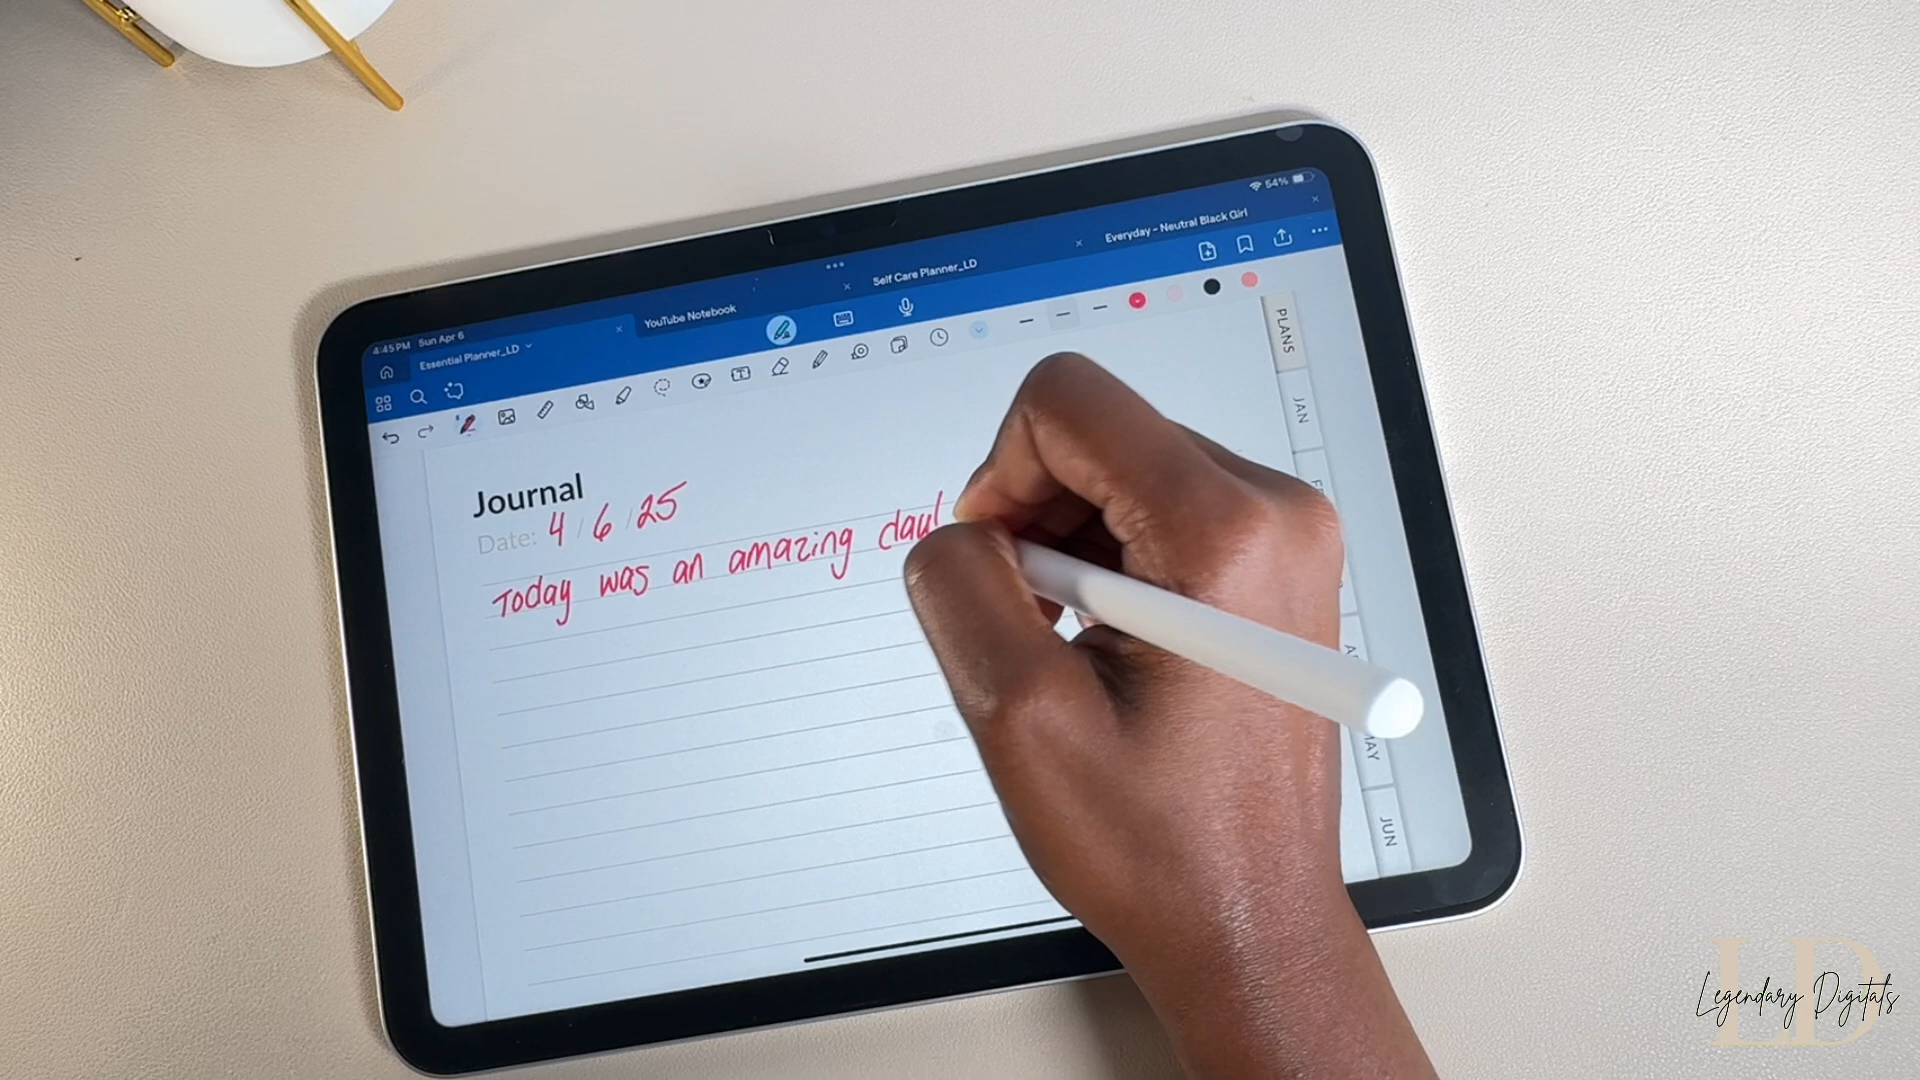 54%
4:45 PM Sun Apr 6
Essential Planner_LD
YouTube Notebook
Self Care Planner_LD
Everyday - Neutral Black Girl
Journal
Date: 4 / 6 / 25
Today was an amazing day!
PLANS
JAN
JUN
Legendary Digitals
LD